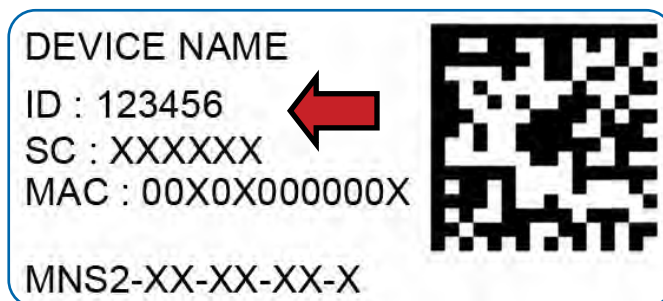 DEVICE NAME
ID : 123456
SC : XXXXXX
MAC : 00X0X000000X
MNS2-XX-XX-XX-X